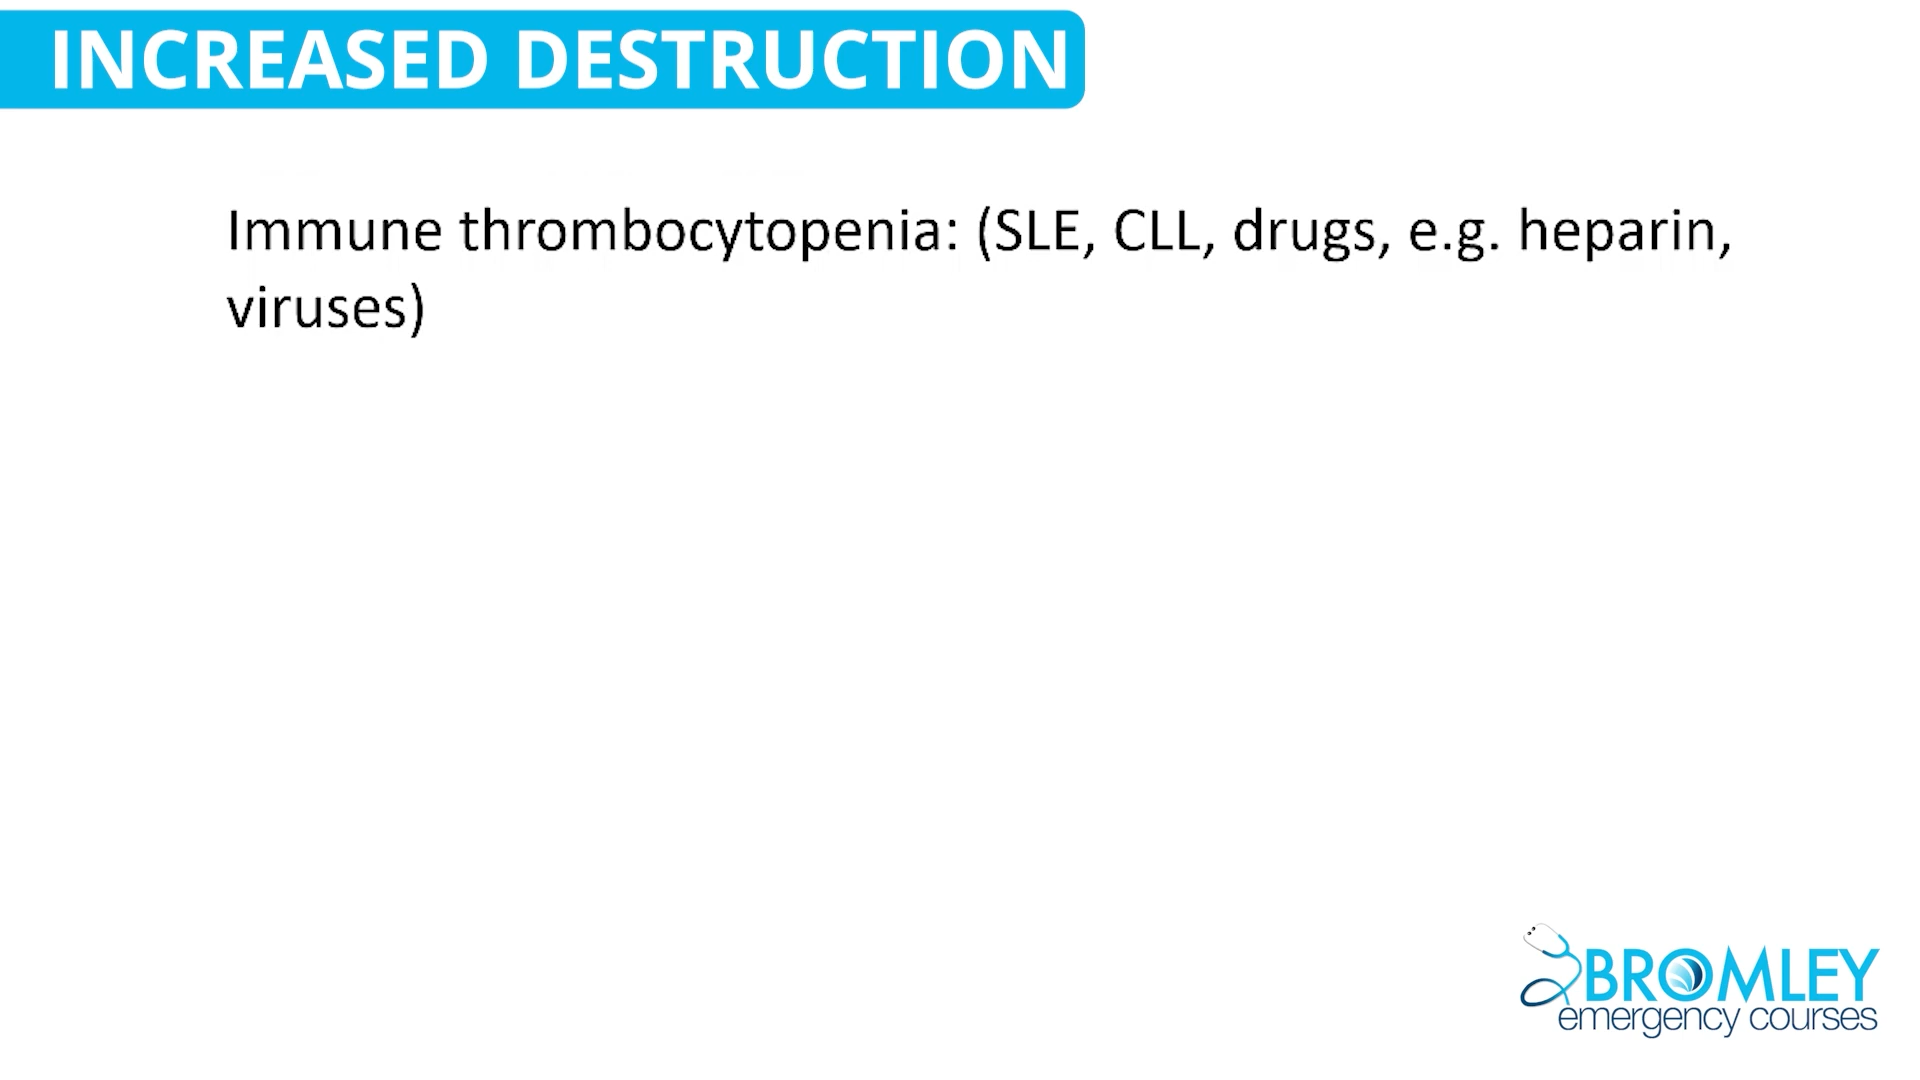 INCREASED DESTRUCTION
Immune thrombocytopenia: (SLE, CLL, drugs, e.g. heparin,
viruses)
BROMLEY
emergency courses